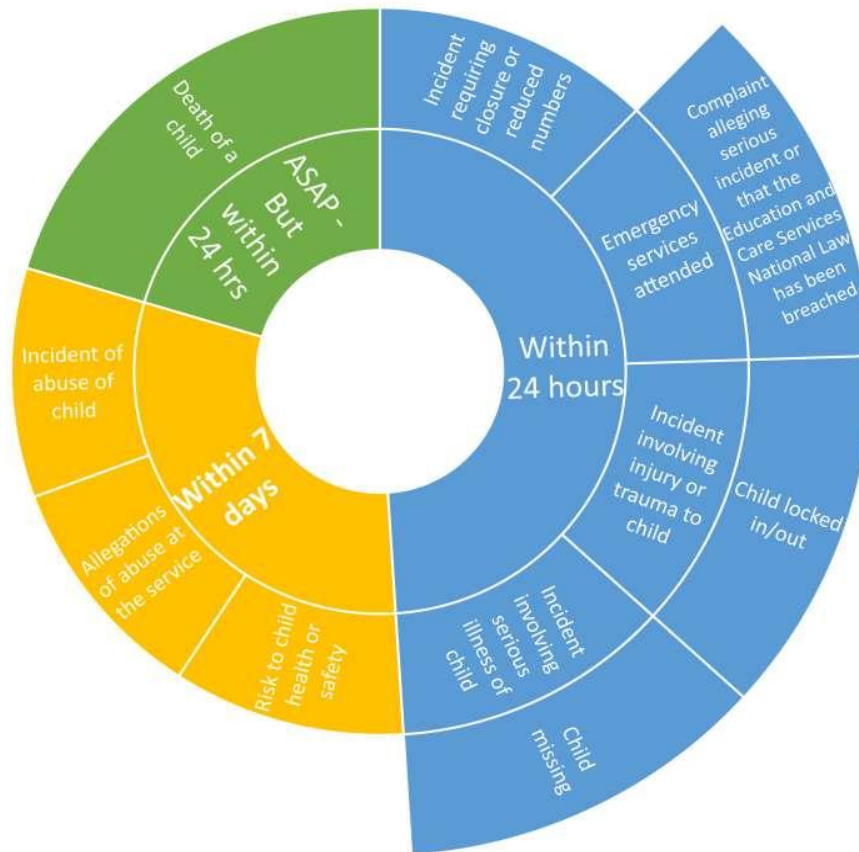 Death of a
child
ASAP -
But
within
24 hrs
Incident
requiring
closure or
reduced
numbers
Within
24 hours
Emergency
services
attended
Complaint
alleging
serious
incident or
that the
Education and
Care Services
National Law
has been
breached
Incident
involving
injury or
trauma to
child
Child locked
in/out
Incident
involving
serious
illness of
child
Child
missing
Within 7
days
Risk to child
health or
safety
Allegations
of abuse at
the service
Incident of
abuse of
child